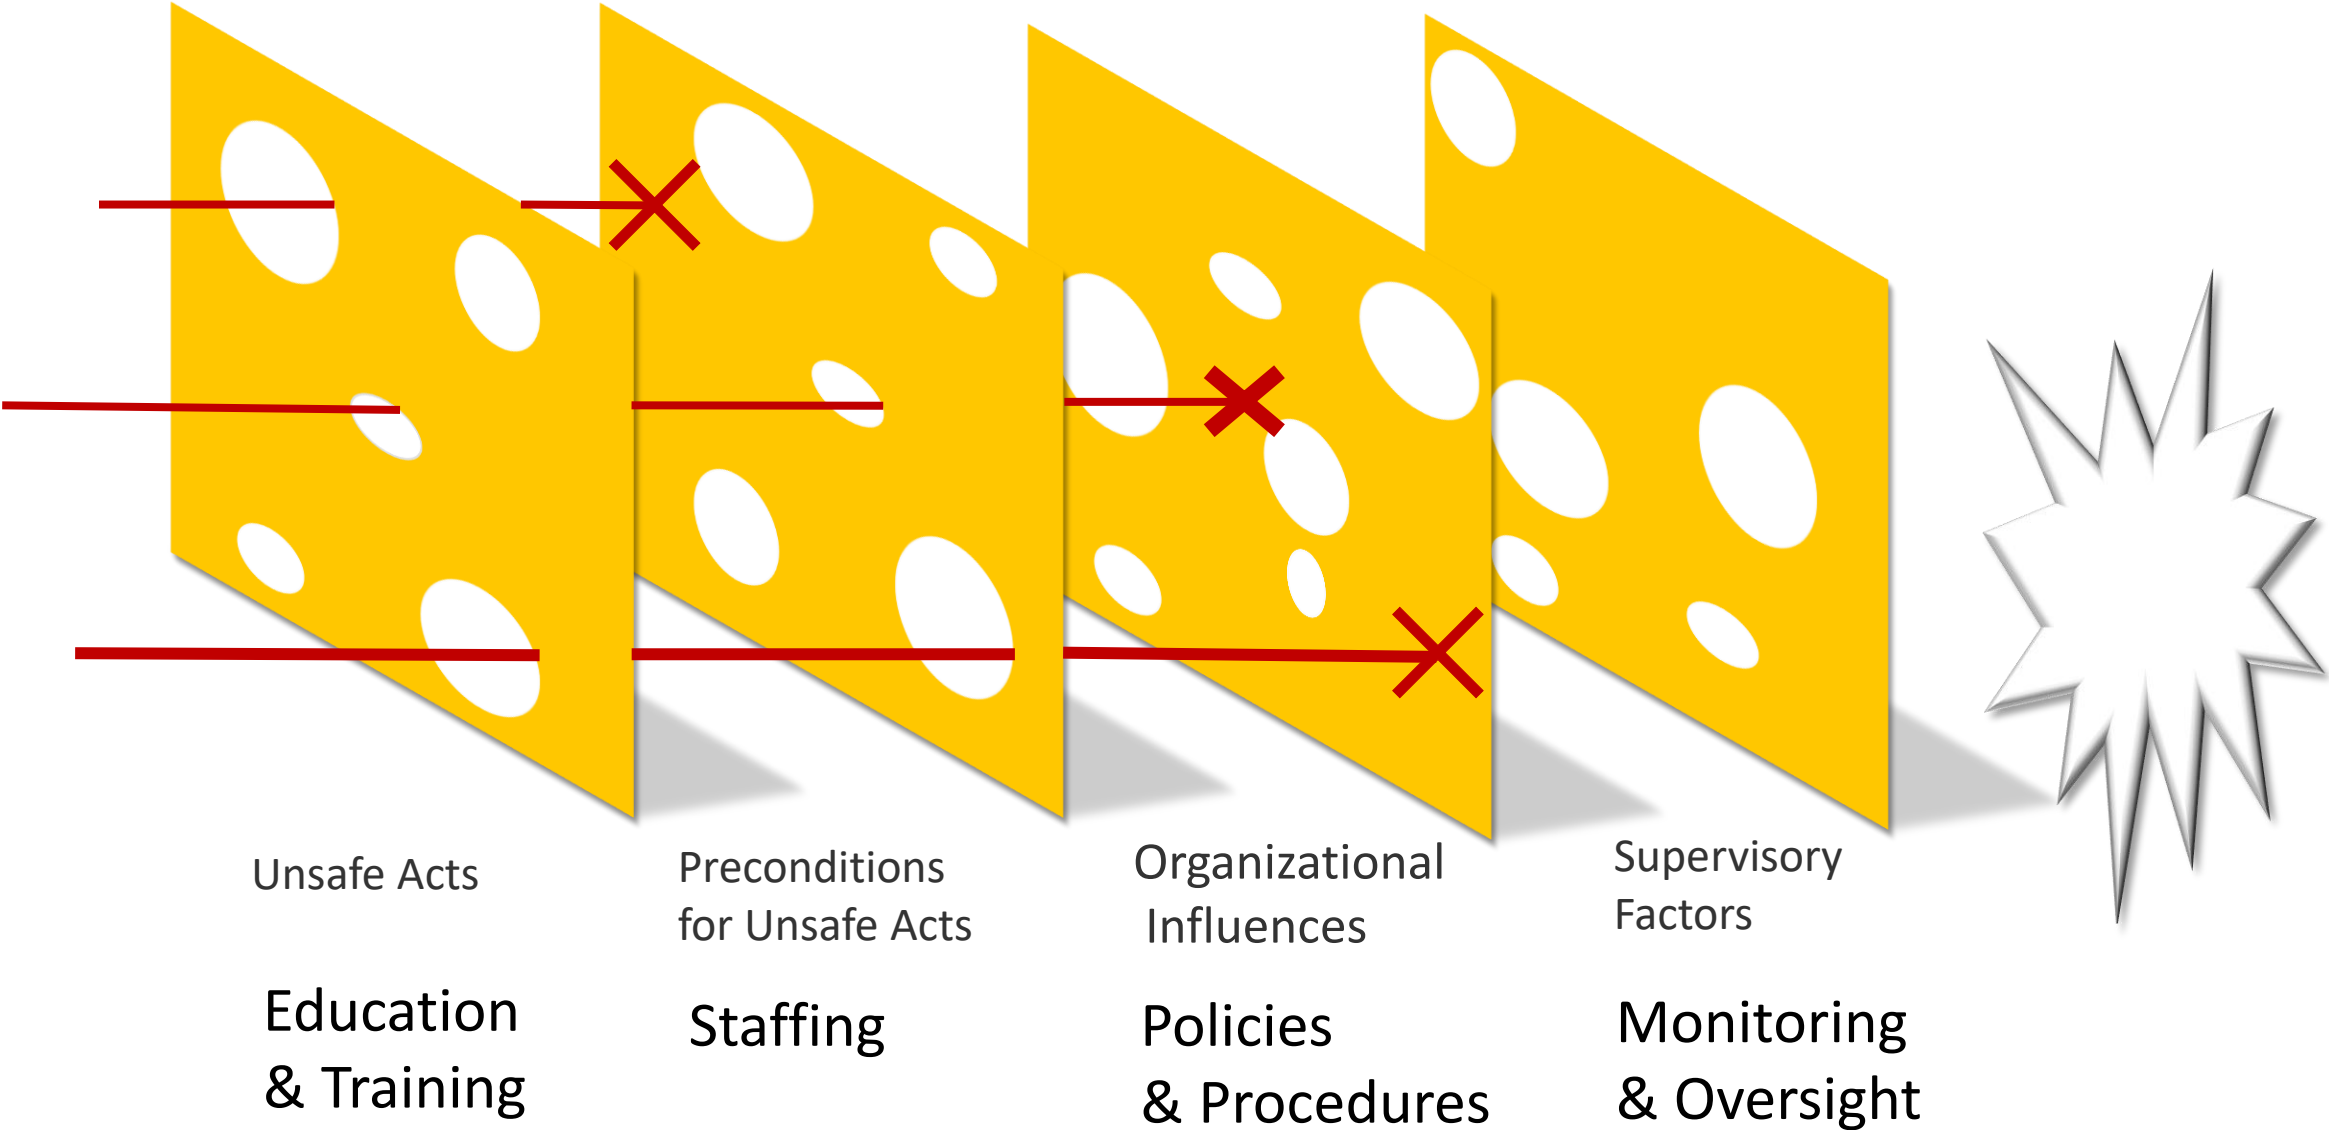 Unsafe Acts
Preconditions
for Unsafe Acts
Organizational
Influences
Supervisory
Factors
Education
& Training
Staffing
Policies
& Procedures
Monitoring
& Oversight